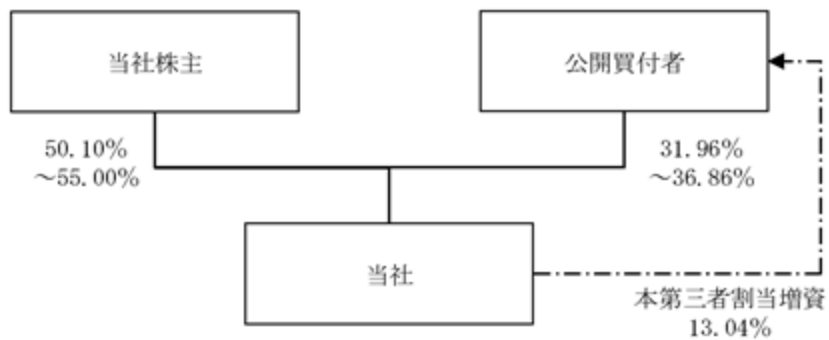 当社株主
公開買付者
50.10%
～55.00%
31.96%
～36.86%
当社
本第三者割当増資
13.04%